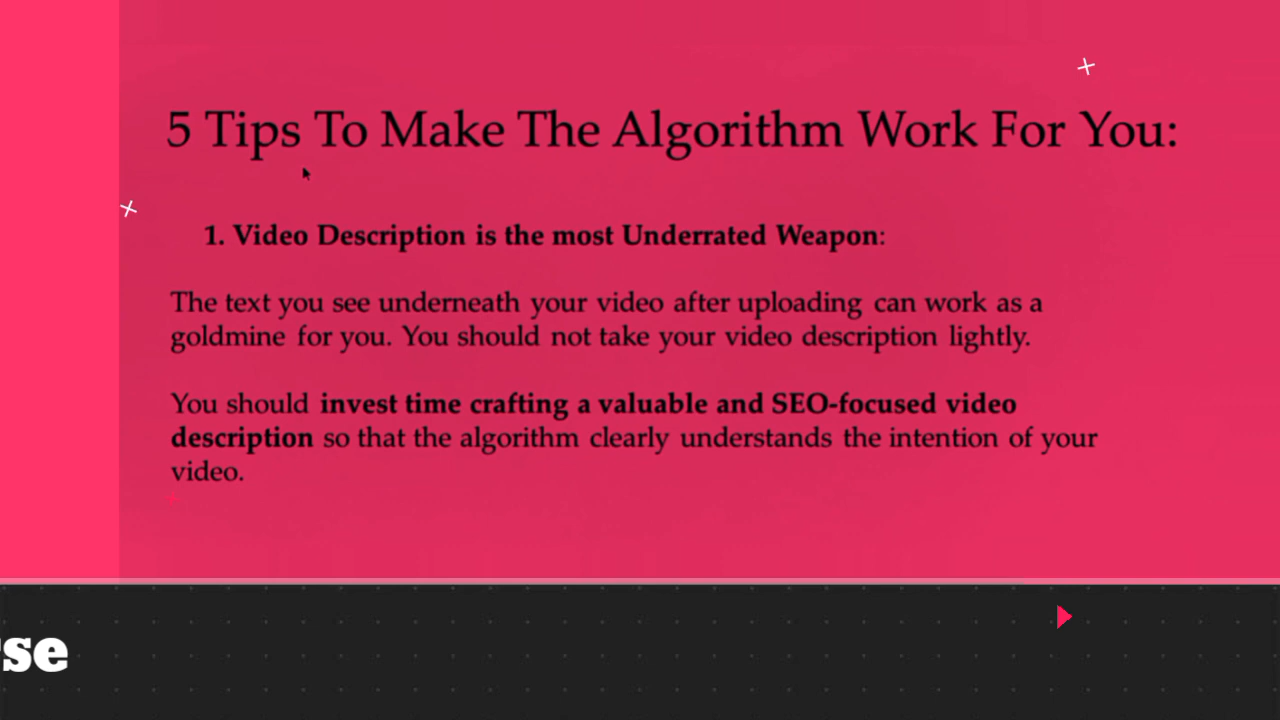 5 Tips To Make The Algorithm Work For You:
1. Video Description is the most Underrated Weapon:
The text you see underneath your video after uploading can work as a
goldmine for you. You should not take your video description lightly.
You should invest time crafting a valuable and SEO-focused video
description so that the algorithm clearly understands the intention of your
video.